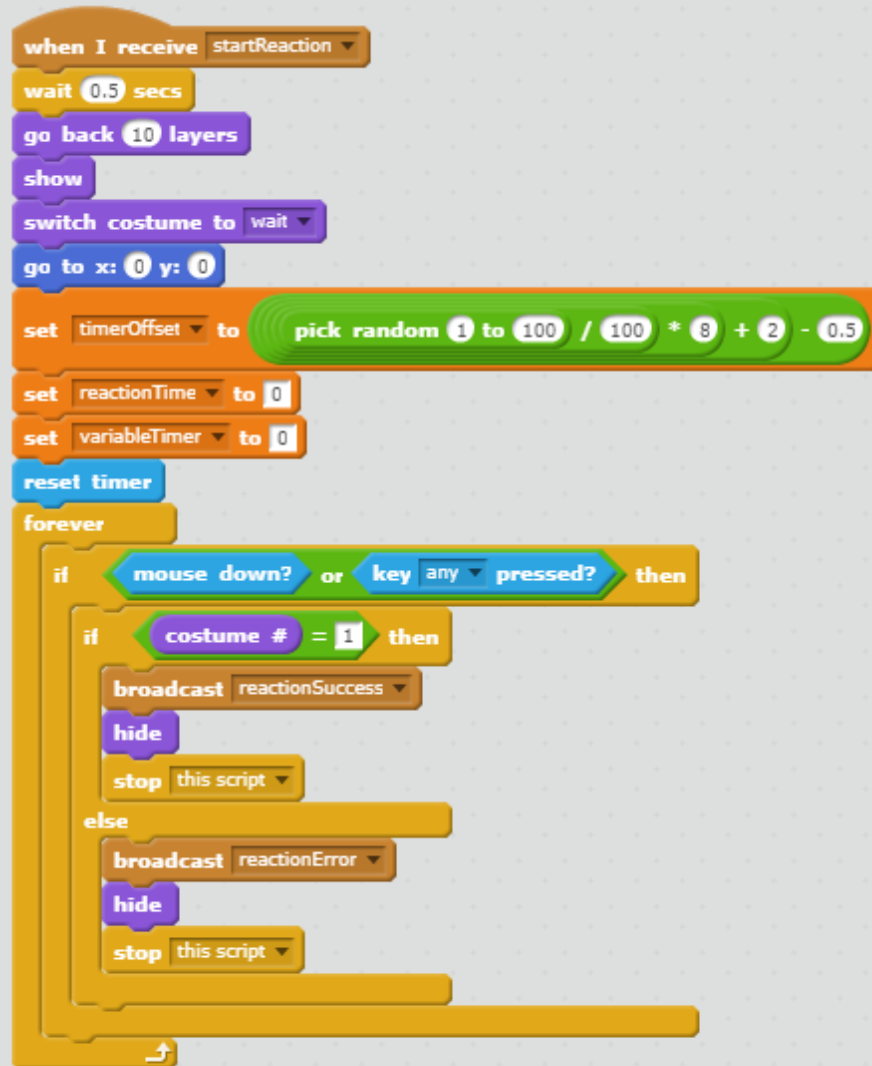 when I receive startReaction
wait 0.5 secs
go back 10 layers
show
switch costume to wait
go to x: 0 y: 0
set timerOffset to pick random 1 to 100 / 100 * 8 + 2 - 0.5
set reactionTime to 0
set variableTimer to 0
reset timer
forever
if mouse down? or key any pressed? then
if costume # = 1 then
broadcast reactionSuccess
hide
stop this script
else
broadcast reactionError
hide
stop this script